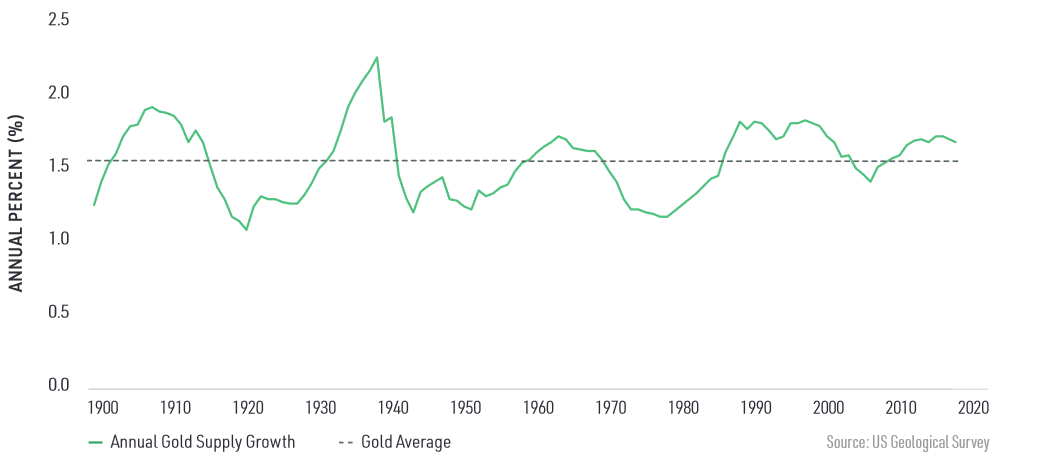 2.5
2.0
1.5
1.0
0.5
0.0
ANNUAL PERCENT (%)
1900 1910 1920 1930 1940 1950 1960 1970 1980 1990 2000 2010 2020
Annual Gold Supply Growth Gold Average Source: US Geological Survey